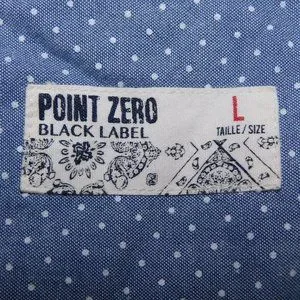 POINT ZERO
BLACK LABEL
L
TAILLE / SIZE